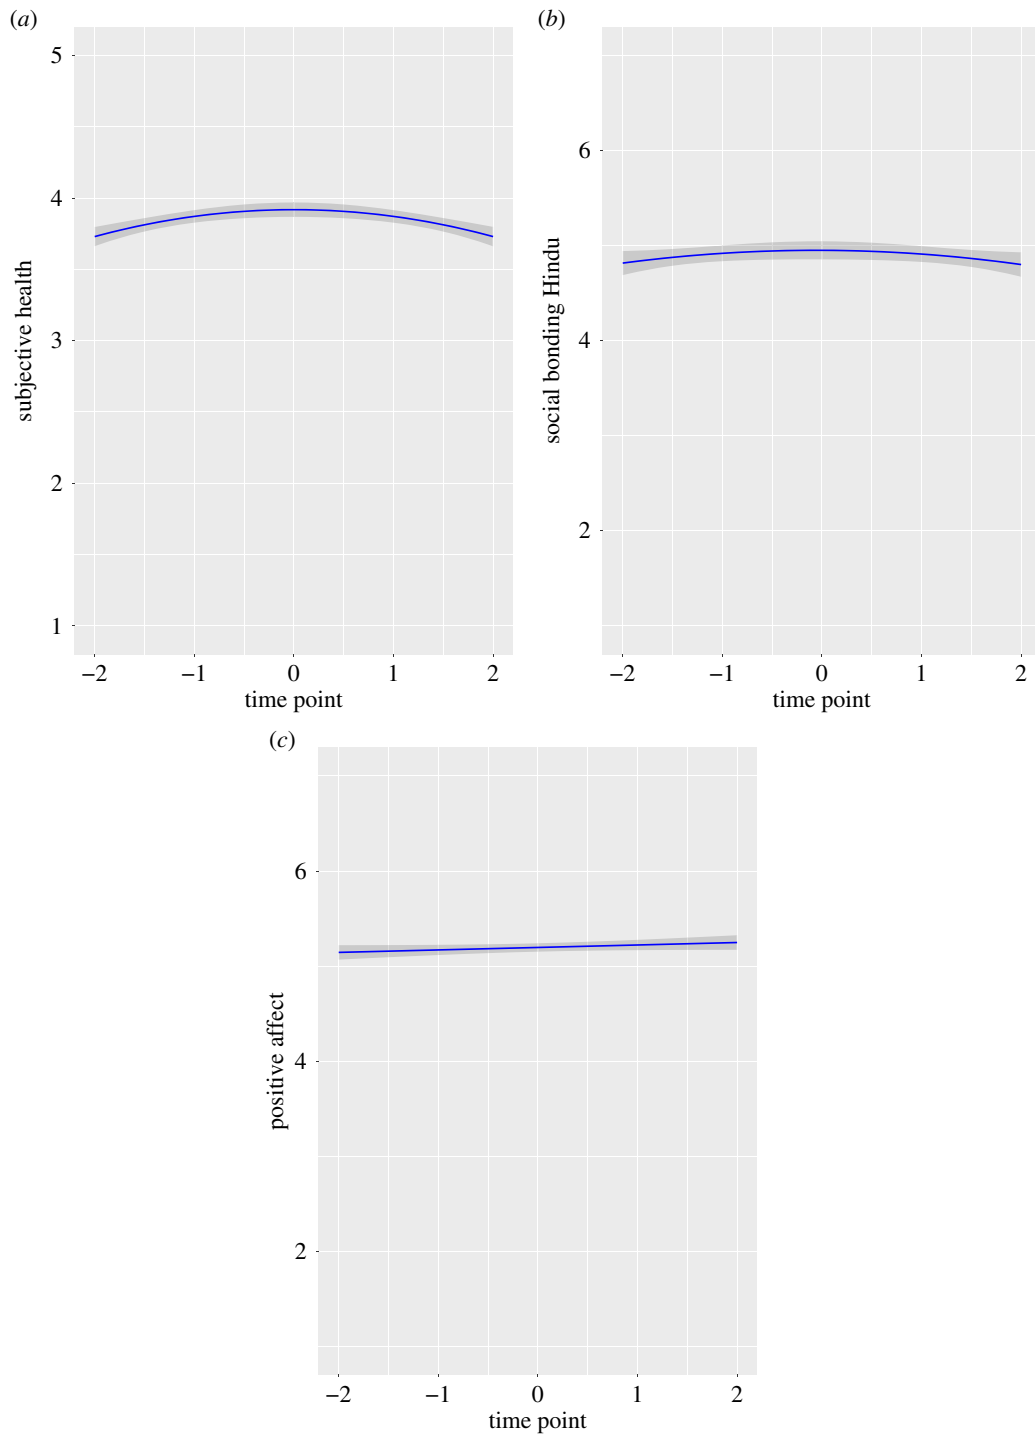 (a)
5
4
3
2
1
subjective health
−2 −1 0 1 2
time point
(b)
6
4
2
social bonding Hindu
−2 −1 0 1 2
time point
(c)
6
4
2
positive affect
−2 −1 0 1 2
time point